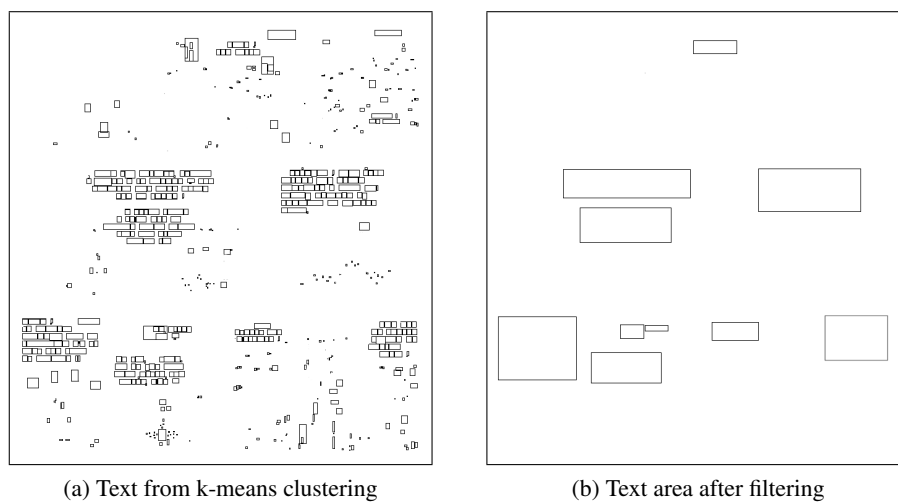 (a) Text from k-means clustering
(b) Text area after filtering